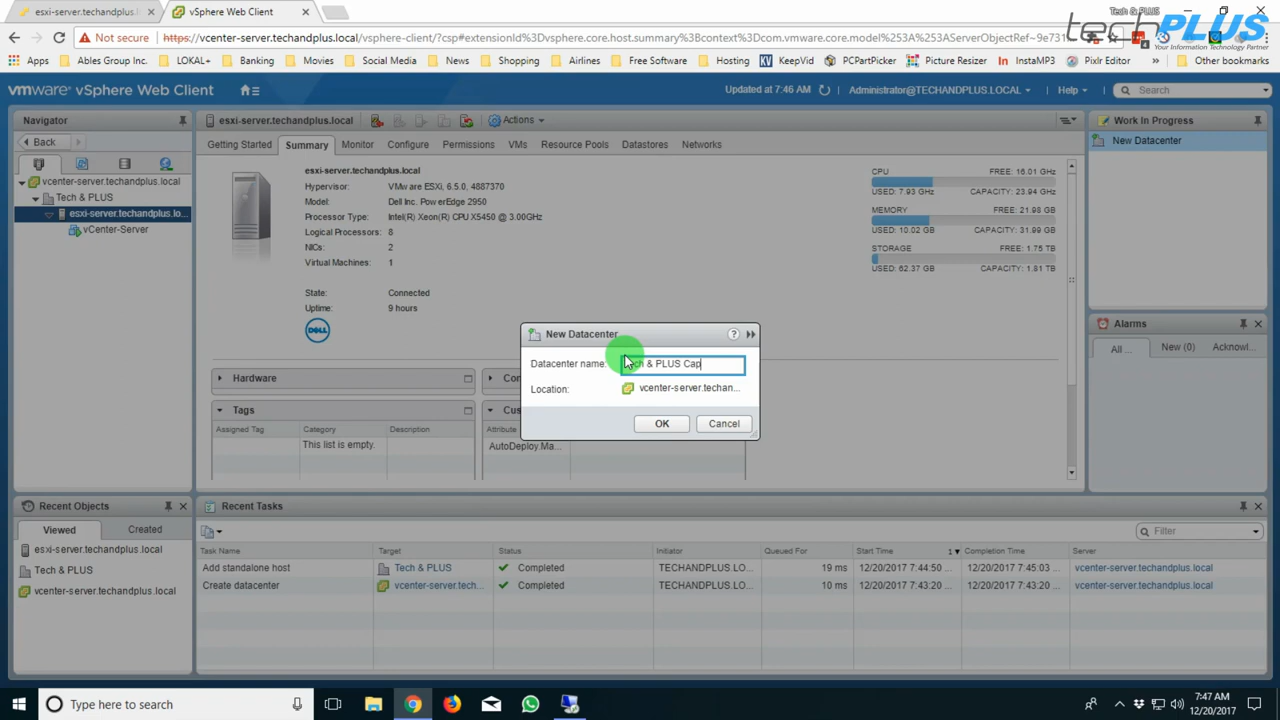 esxi-server.techandplus.local/
vSphere Web Client
Tech & PLUS
techPLUS
Your Information Technology Partner
Not secure
https://vcenter-server.techandplus.local/vsphere-client/#extensionId%3Dvsphere.core.host.summary%3Bcontext%3Dcom.vmware.core.model%253A%253AServerObjectRef~9e731
Apps
Ables Group Inc.
LOKAL+
Banking
Movies
Social Media
News
Shopping
Airlines
Free Software
Hosting
KeepVid
PCPartPicker
Picture Resizer
InstaMP3
Pixlr Editor
»
Other bookmarks
vmware® vSphere Web Client
Updated at 7:46 AM
Administrator@TECHANDPLUS.LOCAL
Help
Search
Navigator
Back
vcenter-server.techandplus.local
Tech & PLUS
esxi-server.techandplus.lo...
vCenter-Server
esxi-server.techandplus.local
Actions
Getting Started
Summary
Monitor
Configure
Permissions
VMs
Resource Pools
Datastores
Networks
esxi-server.techandplus.local
Hypervisor: VMware ESXi, 6.5.0, 4887370
Model: Dell Inc. PowerEdge 2950
Processor Type: Intel(R) Xeon(R) CPU X5450 @ 3.00GHz
Logical Processors: 8
NICs: 2
Virtual Machines: 1
State: Connected
Uptime: 9 hours
DELL
CPU FREE: 16.01 GHz
USED: 7.93 GHz CAPACITY: 23.94 GHz
MEMORY FREE: 21.98 GB
USED: 10.02 GB CAPACITY: 31.99 GB
STORAGE FREE: 1.75 TB
USED: 62.37 GB CAPACITY: 1.81 TB
Hardware
Tags
Assigned Tag Category Description
This list is empty.
Attribute
AutoDeploy.Ma...
New Datacenter
Datacenter name: Tech & PLUS Cap
Location: vcenter-server.techan...
OK
Cancel
Work In Progress
New Datacenter
Alarms
All ...
New (0)
Acknowl...
Recent Objects
Viewed
Created
esxi-server.techandplus.local
Tech & PLUS
vcenter-server.techandplus.local
Recent Tasks
Filter
Task Name Target Status Initiator Queued For Start Time 1 Completion Time Server
Add standalone host Tech & PLUS Completed TECHANDPLUS.LO... 19 ms 12/20/2017 7:44:50 ... 12/20/2017 7:45:03 ... vcenter-server.techandplus.local
Create datacenter vcenter-server.tech... Completed TECHANDPLUS.LO... 10 ms 12/20/2017 7:43:20 ... 12/20/2017 7:43:20 ... vcenter-server.techandplus.local
Type here to search
7:47 AM
12/20/2017